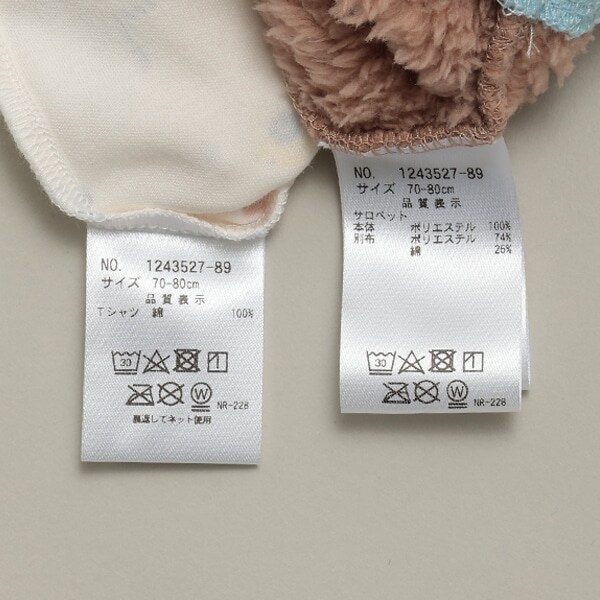 NO. 1243527-89
サイズ 70-80cm
品質表示
Tシャツ 綿 100%
30
W
NR-228
裏返してネット使用
NO. 1243527-89
サイズ 70-80cm
品質表示
サロペット
本体 ポリエステル 100%
別布 ポリエステル 74%
綿 26%
30
W
NR-228